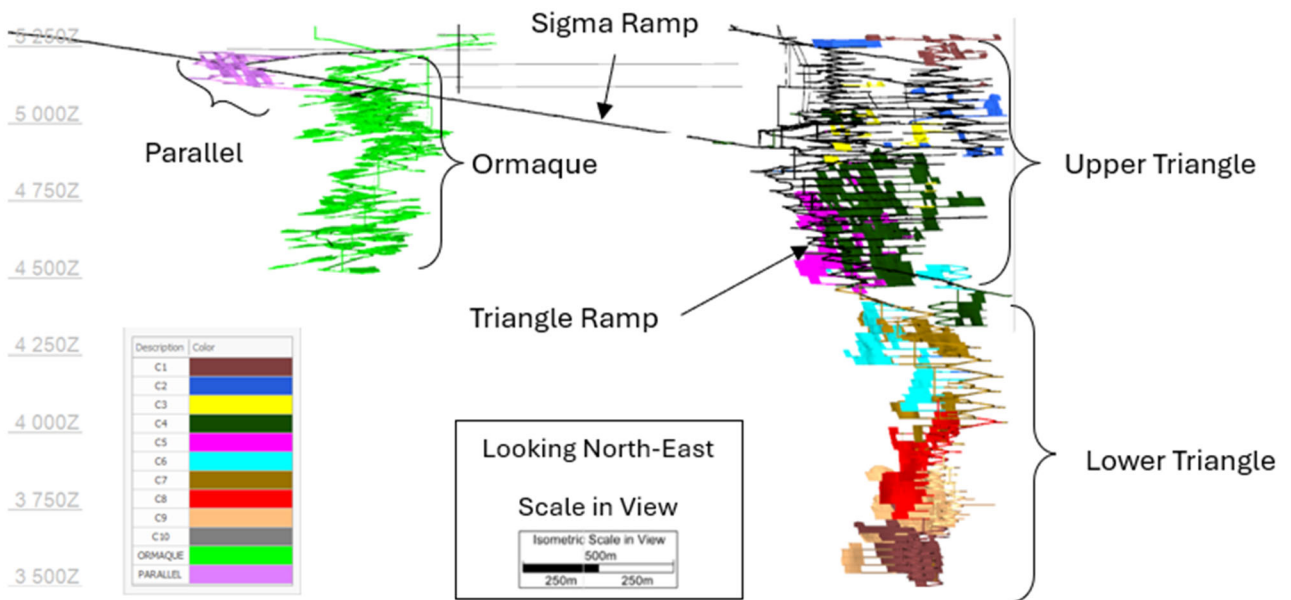 Sigma Ramp
5 250Z
5 000Z
Parallel
Ormaque
Upper Triangle
4 750Z
4 500Z
Triangle Ramp
4 250Z
Description Color
C1
C2
C3
C4
C5
C6
C7
C8
C9
C10
ORMAQUE
PARALLEL
4 000Z
Looking North-East
Lower Triangle
3 750Z
Scale in View
Isometric Scale in View
500m
250m 250m
3 500Z